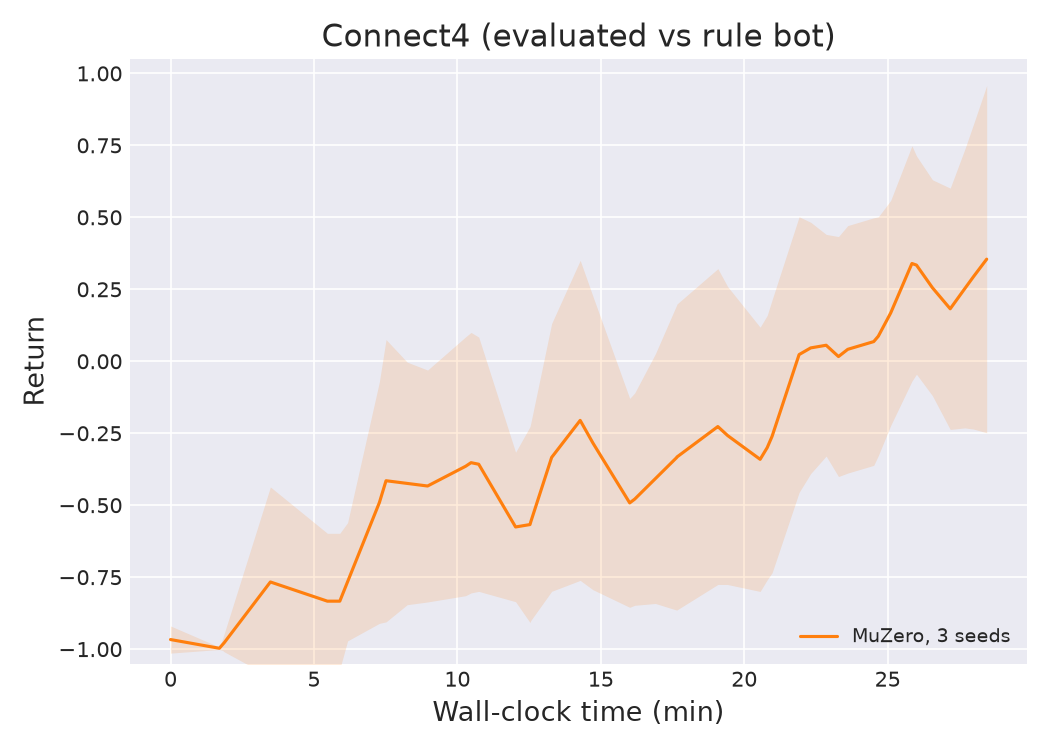 Connect4 (evaluated vs rule bot)
Return
1.00
0.75
0.50
0.25
0.00
−0.25
−0.50
−0.75
−1.00
MuZero, 3 seeds
0 5 10 15 20 25
Wall-clock time (min)